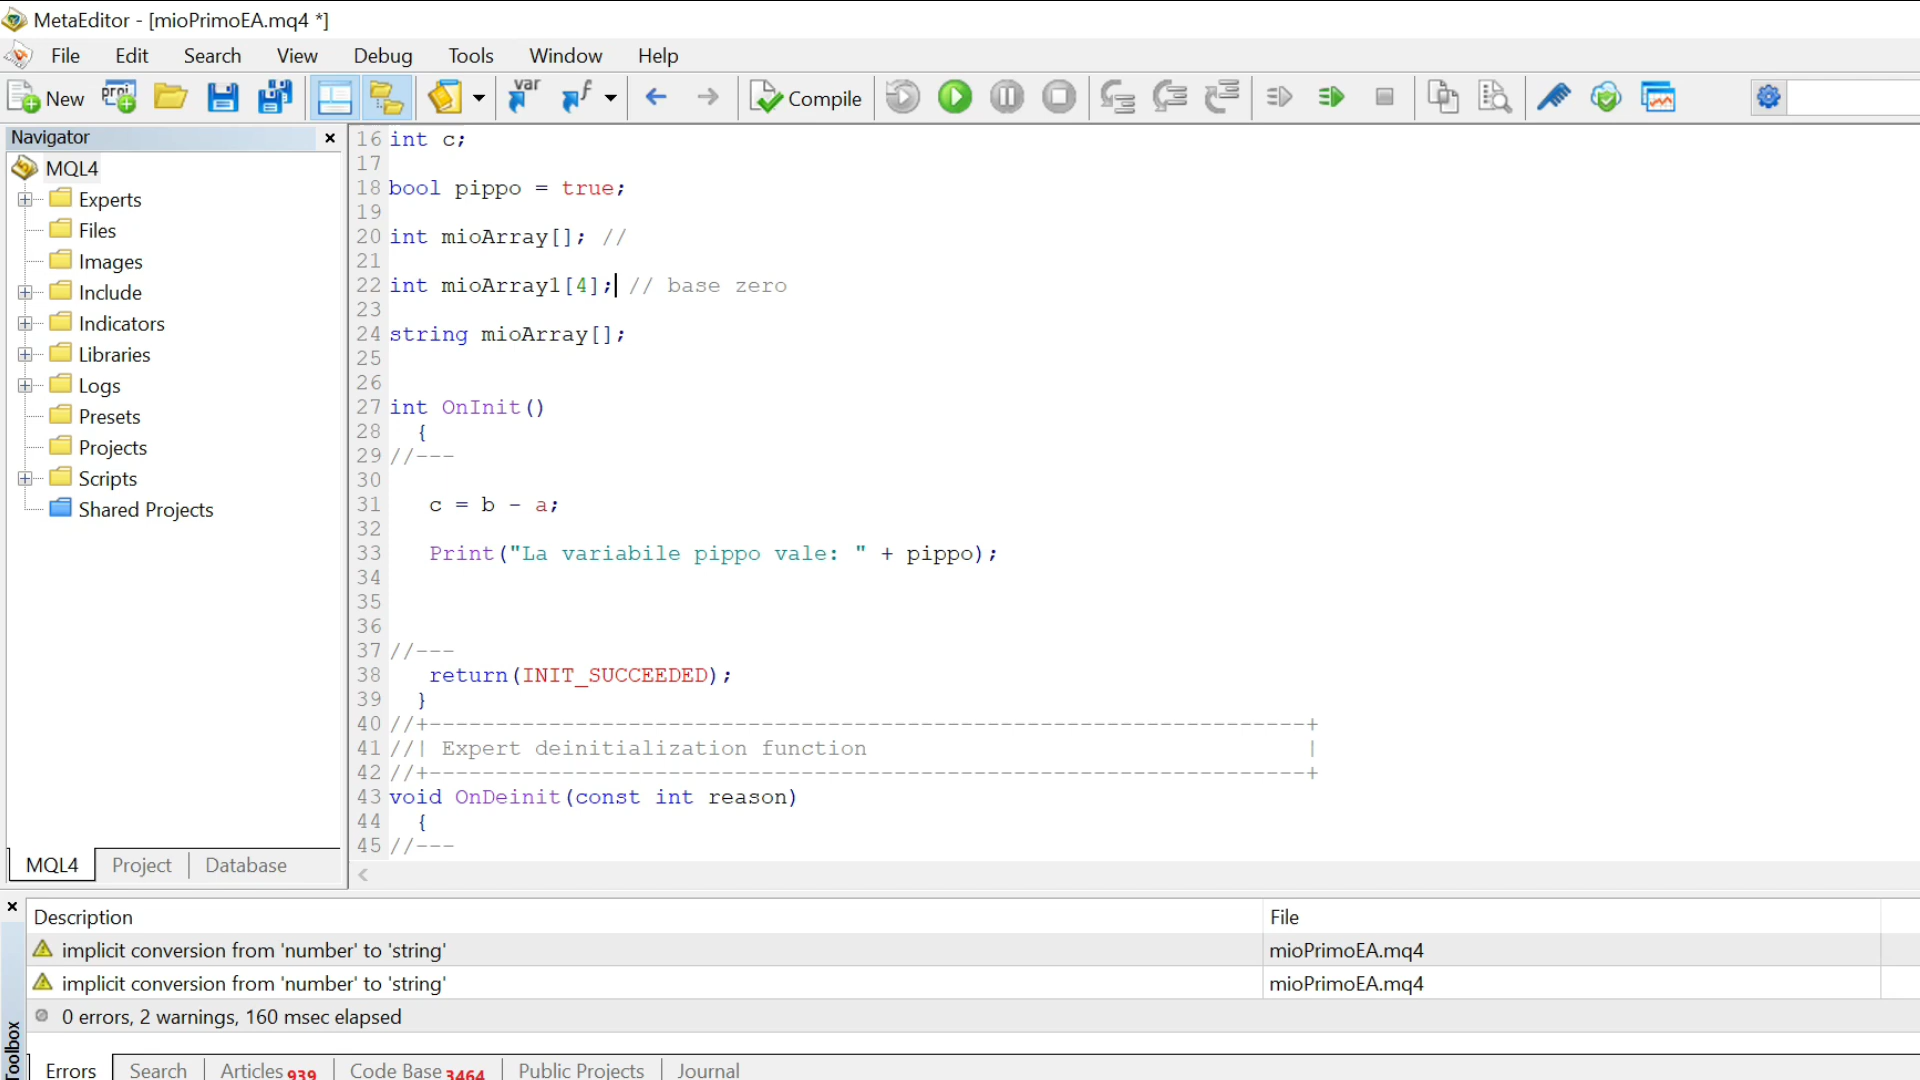 MetaEditor - [mioPrimoEA.mq4 *]
File Edit Search View Debug Tools Window Help
New proj var f Compile
Navigator
MQL4
Experts
Files
Images
Include
Indicators
Libraries
Logs
Presets
Projects
Scripts
Shared Projects
MQL4 Project Database
16 int c;
17
18 bool pippo = true;
19
20 int mioArray[]; //
21
22 int mioArray1[4]; // base zero
23
24 string mioArray[];
25
26
27 int OnInit()
28 {
29 //---
30
31 c = b - a;
32
33 Print("La variabile pippo vale: " + pippo);
34
35
36
37 //---
38 return(INIT_SUCCEEDED);
39 }
40 //+------------------------------------------------------------------+
41 //| Expert deinitialization function |
42 //+------------------------------------------------------------------+
43 void OnDeinit(const int reason)
44 {
45 //---
Description File
implicit conversion from 'number' to 'string' mioPrimoEA.mq4
implicit conversion from 'number' to 'string' mioPrimoEA.mq4
0 errors, 2 warnings, 160 msec elapsed
Toolbox
Errors Search Articles 939 Code Base 3464 Public Projects Journal